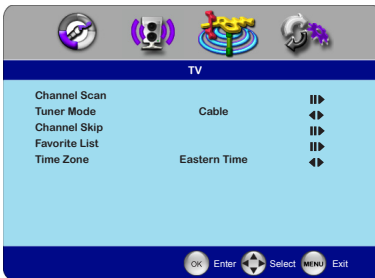 TV
Channel Scan
Tuner Mode Cable
Channel Skip
Favorite List
Time Zone Eastern Time
OK Enter Select MENU Exit